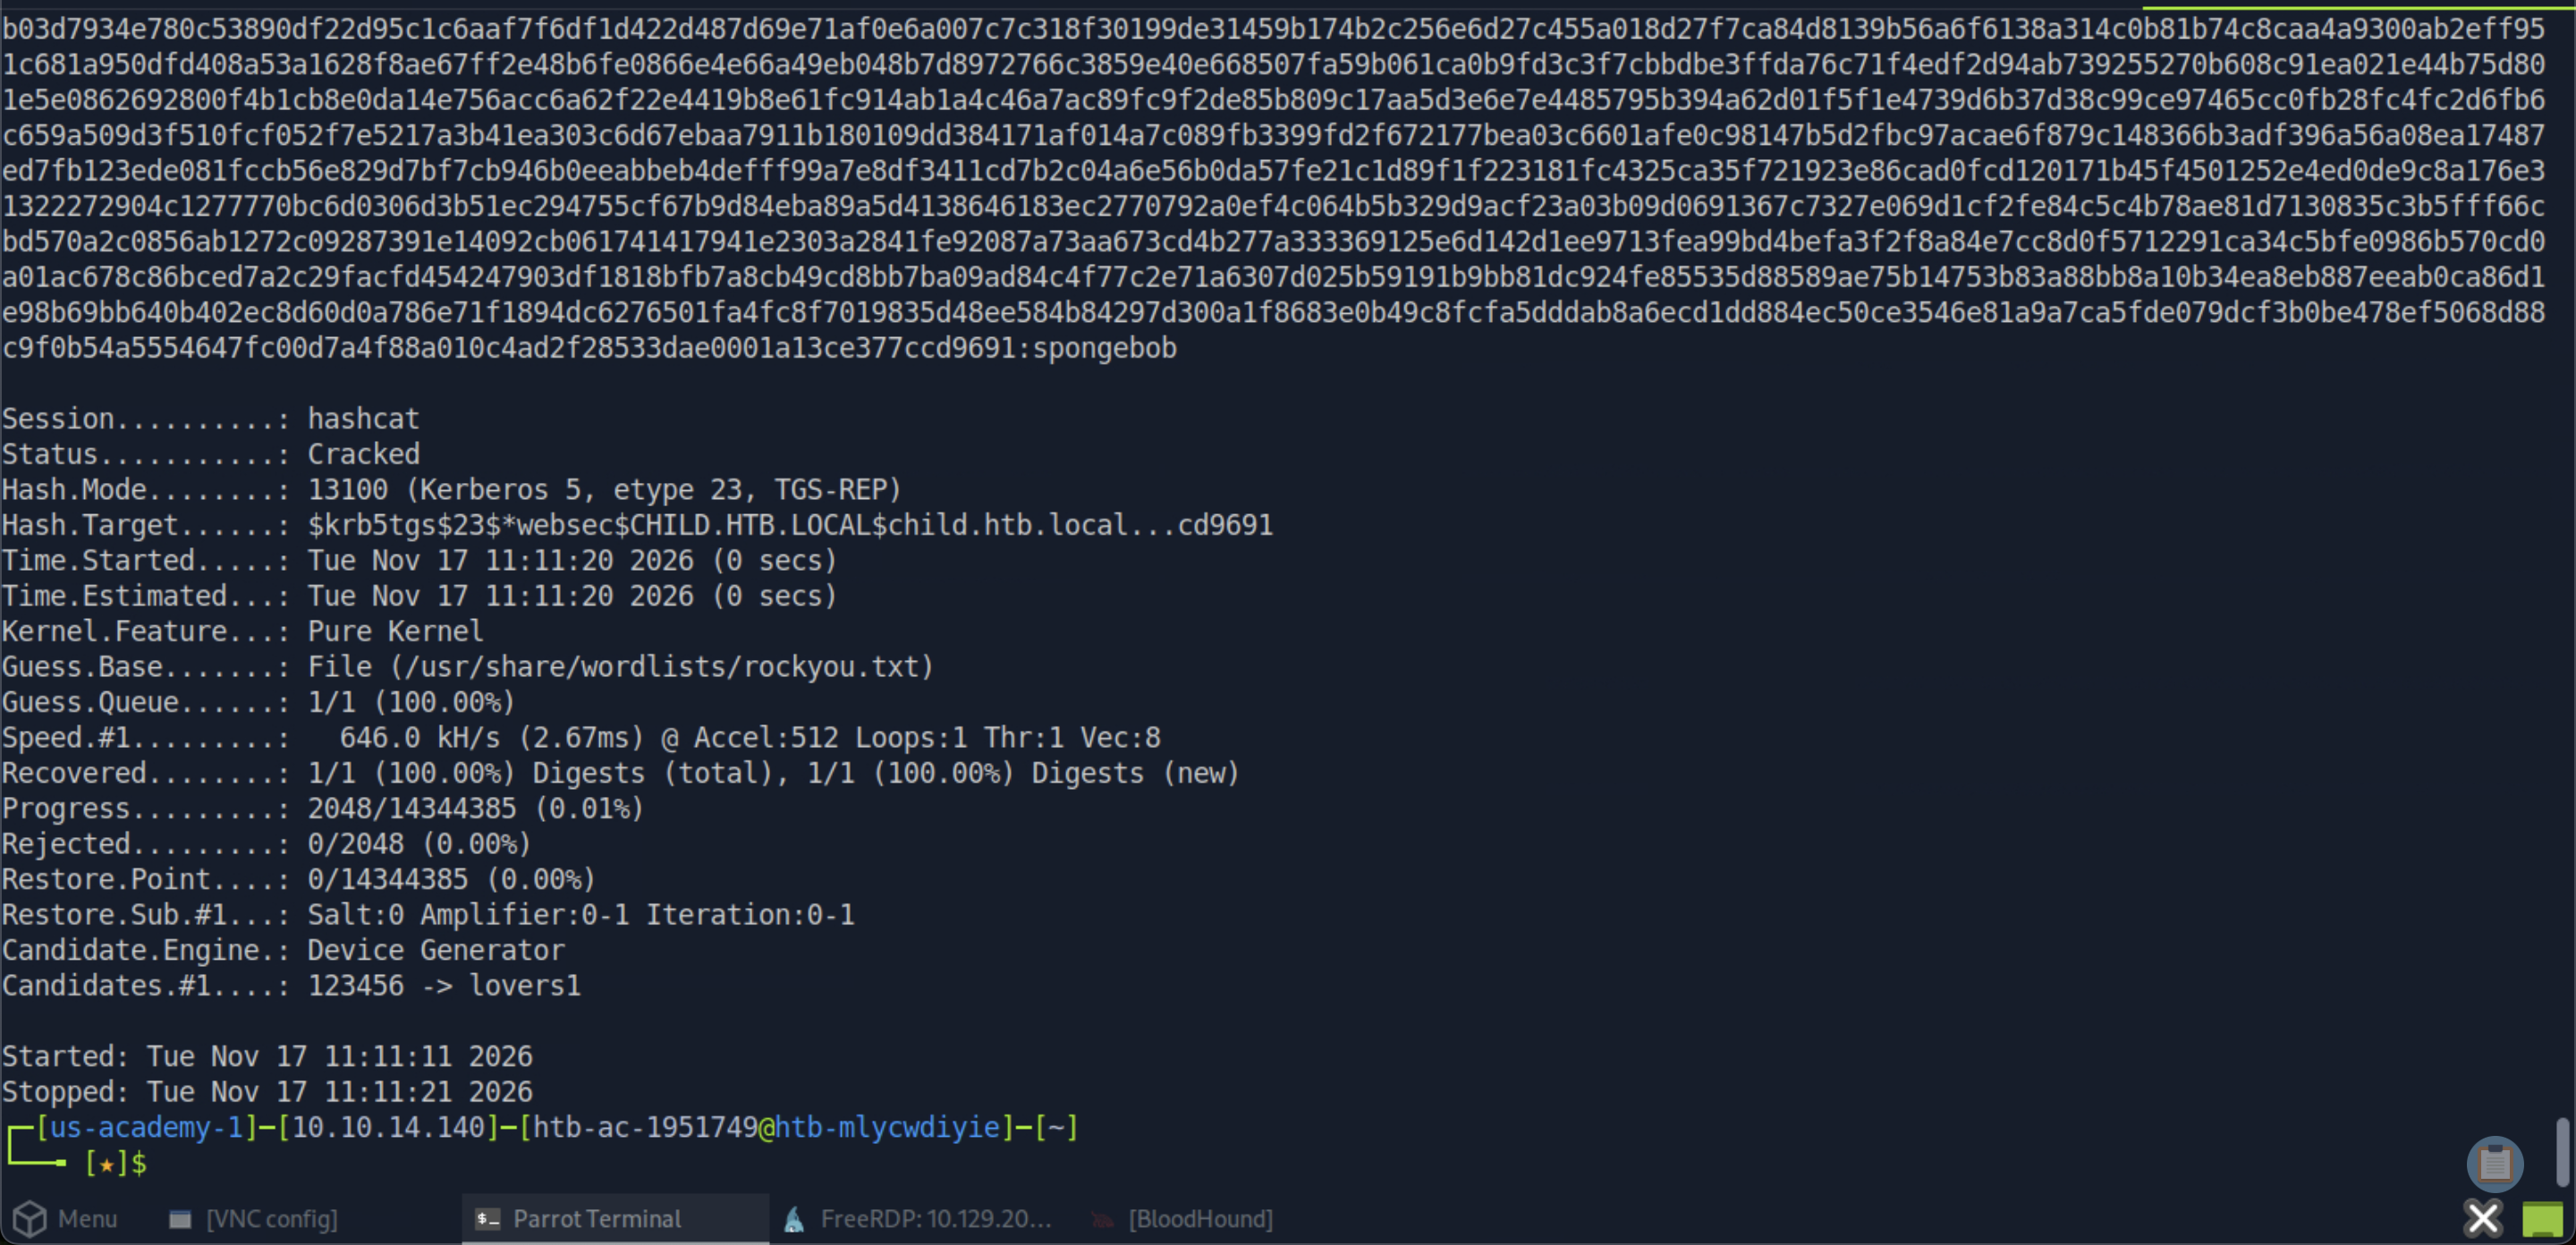 b03d7934e780c53890df22d95c1c6aaf7f6df1d422d487d69e71af0e6a007c7c318f30199de31459b174b2c256e6d27c455a018d27f7ca84d8139b56a6f6138a314c0b81b74c8caa4a9300ab2eff95
1c681a950dfd408a53a1628f8ae67ff2e48b6fe0866e4e66a49eb048b7d8972766c3859e40e668507fa59b061ca0b9fd3c3f7cbbdbe3ffda76c71f4edf2d94ab739255270b608c91ea021e44b75d80
1e5e0862692800f4b1cb8e0da14e756acc6a62f22e4419b8e61fc914ab1a4c46a7ac89fc9f2de85b809c17aa5d3e6e7e4485795b394a62d01f5f1e4739d6b37d38c99ce97465cc0fb28fc4fc2d6fb6
c659a509d3f510fcf052f7e5217a3b41ea303c6d67ebaa7911b180109dd384171af014a7c089fb3399fd2f672177bea03c6601afe0c98147b5d2fbc97acae6f879c148366b3adf396a56a08ea17487
ed7fb123ede081fccb56e829d7bf7cb946b0eeabbeb4defff99a7e8df3411cd7b2c04a6e56b0da57fe21c1d89f1f223181fc4325ca35f721923e86cad0fcd120171b45f4501252e4ed0de9c8a176e3
1322272904c1277770bc6d0306d3b51ec294755cf67b9d84eba89a5d4138646183ec2770792a0ef4c064b5b329d9acf23a03b09d0691367c7327e069d1cf2fe84c5c4b78ae81d7130835c3b5fff66c
bd570a2c0856ab1272c09287391e14092cb061741417941e2303a2841fe92087a73aa673cd4b277a333369125e6d142d1ee9713fea99bd4befa3f2f8a84e7cc8d0f5712291ca34c5bfe0986b570cd0
a01ac678c86bced7a2c29facfd454247903df1818bfb7a8cb49cd8bb7ba09ad84c4f77c2e71a6307d025b59191b9bb81dc924fe85535d88589ae75b14753b83a88bb8a10b34ea8eb887eeab0ca86d1
e98b69bb640b402ec8d60d0a786e71f1894dc6276501fa4fc8f7019835d48ee584b84297d300a1f8683e0b49c8fcfa5dddab8a6ecd1dd884ec50ce3546e81a9a7ca5fde079dcf3b0be478ef5068d88
c9f0b54a5554647fc00d7a4f88a010c4ad2f28533dae0001a13ce377ccd9691:spongebob
Session..........: hashcat
Status...........: Cracked
Hash.Mode........: 13100 (Kerberos 5, etype 23, TGS-REP)
Hash.Target......: $krb5tgs$23$*websec$CHILD.HTB.LOCAL$child.htb.local...cd9691
Time.Started.....: Tue Nov 17 11:11:20 2026 (0 secs)
Time.Estimated...: Tue Nov 17 11:11:20 2026 (0 secs)
Kernel.Feature...: Pure Kernel
Guess.Base.......: File (/usr/share/wordlists/rockyou.txt)
Guess.Queue......: 1/1 (100.00%)
Speed.#1.........:   646.0 kH/s (2.67ms) @ Accel:512 Loops:1 Thr:1 Vec:8
Recovered........: 1/1 (100.00%) Digests (total), 1/1 (100.00%) Digests (new)
Progress.........: 2048/14344385 (0.01%)
Rejected.........: 0/2048 (0.00%)
Restore.Point....: 0/14344385 (0.00%)
Restore.Sub.#1...: Salt:0 Amplifier:0-1 Iteration:0-1
Candidate.Engine.: Device Generator
Candidates.#1....: 123456 -> lovers1
Started: Tue Nov 17 11:11:11 2026
Stopped: Tue Nov 17 11:11:21 2026
┌─[us-academy-1]─[10.10.14.140]─[htb-ac-1951749@htb-mlycwdiyie]─[~]
└──╼ [★]$
Menu [VNC config] Parrot Terminal FreeRDP: 10.129.20... [BloodHound]